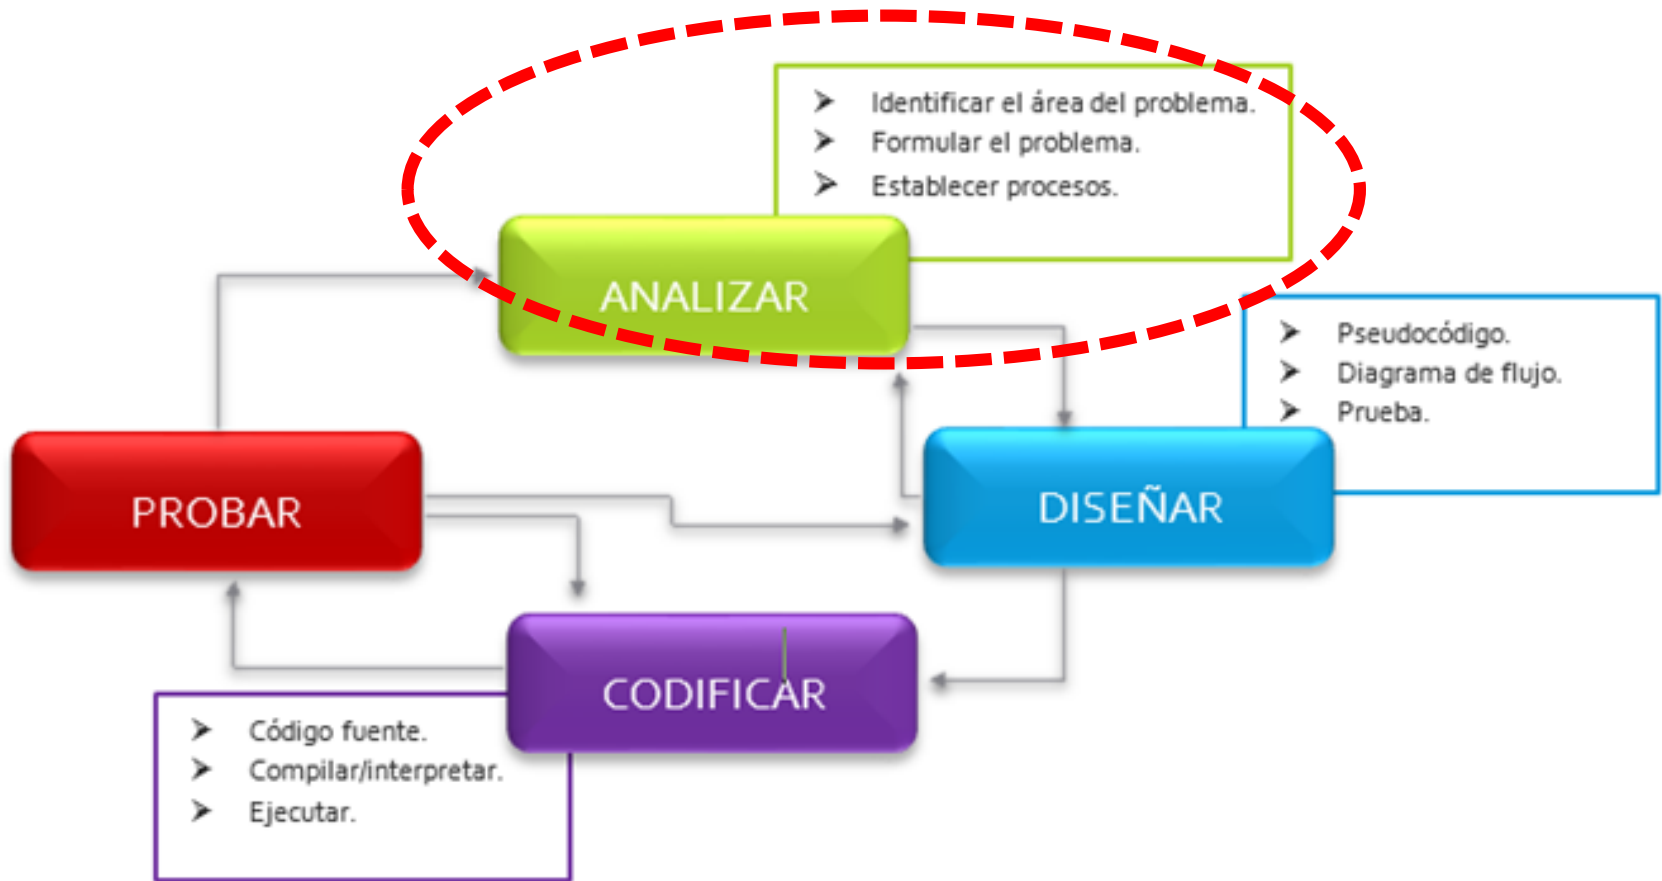 Identificar el área del problema.
Formular el problema.
Establecer procesos.
ANALIZAR
Pseudocódigo.
Diagrama de flujo.
Prueba.
DISEÑAR
PROBAR
CODIFICAR
Código fuente.
Compilar/interpretar.
Ejecutar.